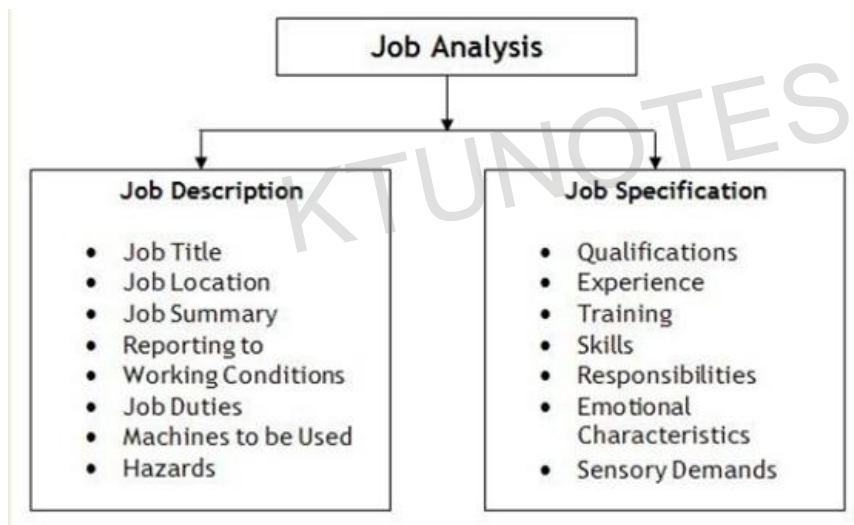 Job Analysis
KTUNOTES
Job Description
• Job Title
• Job Location
• Job Summary
• Reporting to
• Working Conditions
• Job Duties
• Machines to be Used
• Hazards
Job Specification
• Qualifications
• Experience
• Training
• Skills
• Responsibilities
• Emotional
Characteristics
• Sensory Demands